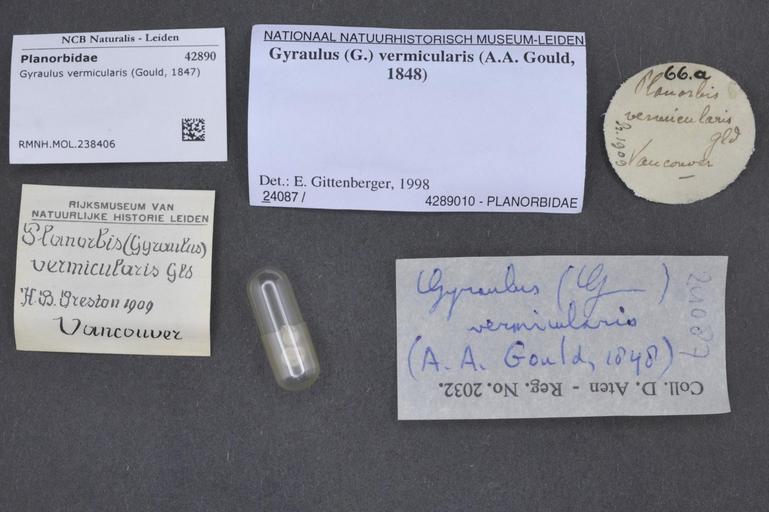 NCB Naturalis - Leiden
Planorbidae 42890
Gyraulus vermicularis (Gould, 1847)
RMNH.MOL.238406
NATIONAAL NATUURHISTORISCH MUSEUM-LEIDEN
Gyraulus (G.) vermicularis (A.A. Gould,
1848)
Det.: E. Gittenberger, 1998
24087 /
4289010 - PLANORBIDAE
66.a
Planorbis
vermicularis
gld
Vancouver
P. 1909
RIJKSMUSEUM VAN
NATUURLIJKE HISTORIE LEIDEN
Planorbis (Gyraulus)
vermicularis Gld
H.B. Preston 1909
Vancouver
Gyraulus (G )
vermicularis
(A. A. Gould, 1848)
24087
Coll. D. Aten - Reg. No. 2032.